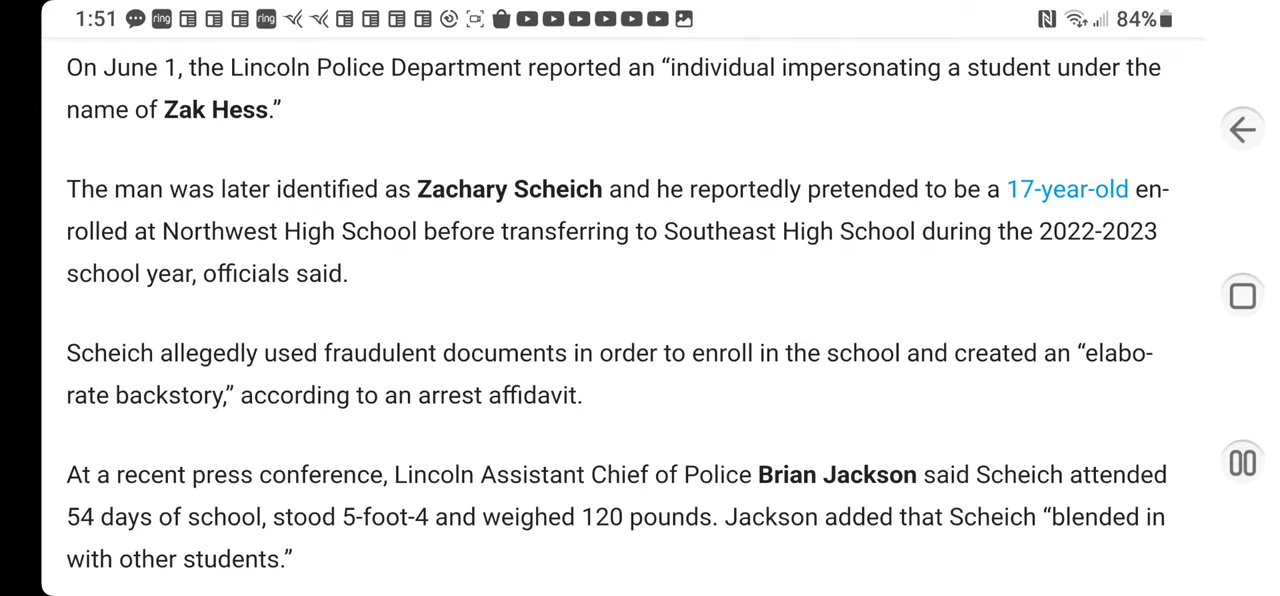 1:51 ring ring 84%
On June 1, the Lincoln Police Department reported an “individual impersonating a student under the
name of Zak Hess.”
The man was later identified as Zachary Scheich and he reportedly pretended to be a 17-year-old en-
rolled at Northwest High School before transferring to Southeast High School during the 2022-2023
school year, officials said.
Scheich allegedly used fraudulent documents in order to enroll in the school and created an “elabo-
rate backstory,” according to an arrest affidavit.
At a recent press conference, Lincoln Assistant Chief of Police Brian Jackson said Scheich attended
54 days of school, stood 5-foot-4 and weighed 120 pounds. Jackson added that Scheich “blended in
with other students.”